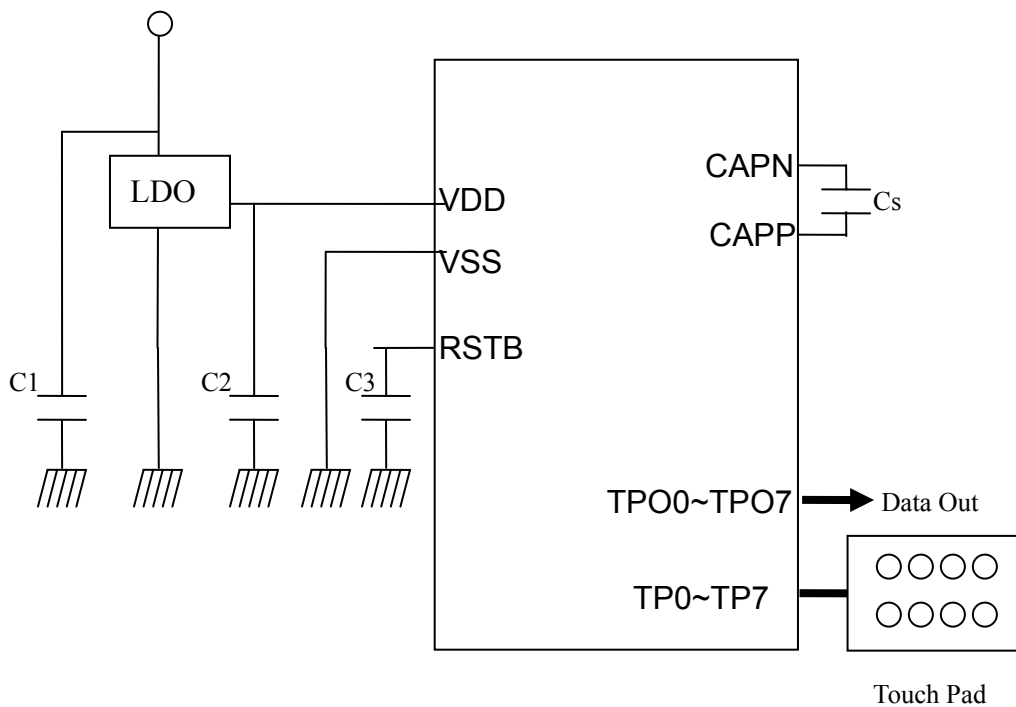 CAPN
LDO
VDD
Cs
CAPP
VSS
RSTB
C1
C2
C3
TPO0~TPO7
Data Out
TP0~TP7
Touch Pad